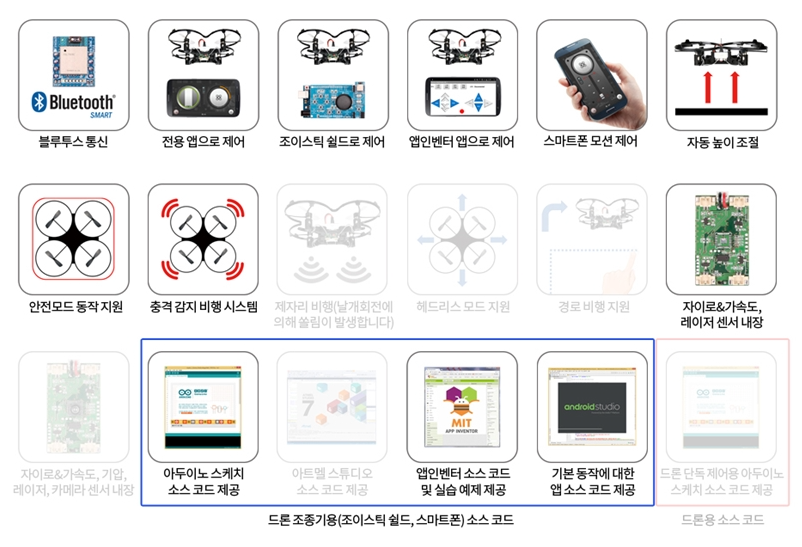 Bluetooth®
SMART
블루투스 통신
전용 앱으로 제어
조이스틱 쉴드로 제어
앱인벤터 앱으로 제어
스마트폰 모션 제어
자동 높이 조절
안전모드 동작 지원
충격 감지 비행 시스템
제자리 비행(날개회전에
의해 쏠림이 발생합니다)
헤드리스 모드 지원
경로 비행 지원
자이로&가속도,
레이저 센서 내장
자이로&가속도, 기압,
레이저, 카메라 센서 내장
아두이노 스케치
소스 코드 제공
7
아트멜 스튜디오
소스 코드 제공
MIT
APP INVENTOR
앱인벤터 소스 코드
및 실습 예제 제공
androidstudio
기본 동작에 대한
앱 소스 코드 제공
드론 단독 제어용 아두이노
스케치 소스 코드 제공
드론 조종기용(조이스틱 쉴드, 스마트폰) 소스 코드
드론용 소스 코드